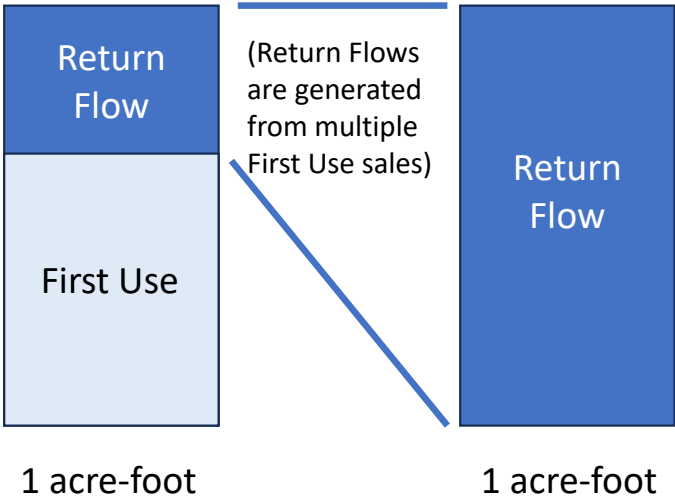 Return
Flow
First Use
1 acre-foot
(Return Flows
are generated
from multiple
First Use sales)
Return
Flow
1 acre-foot